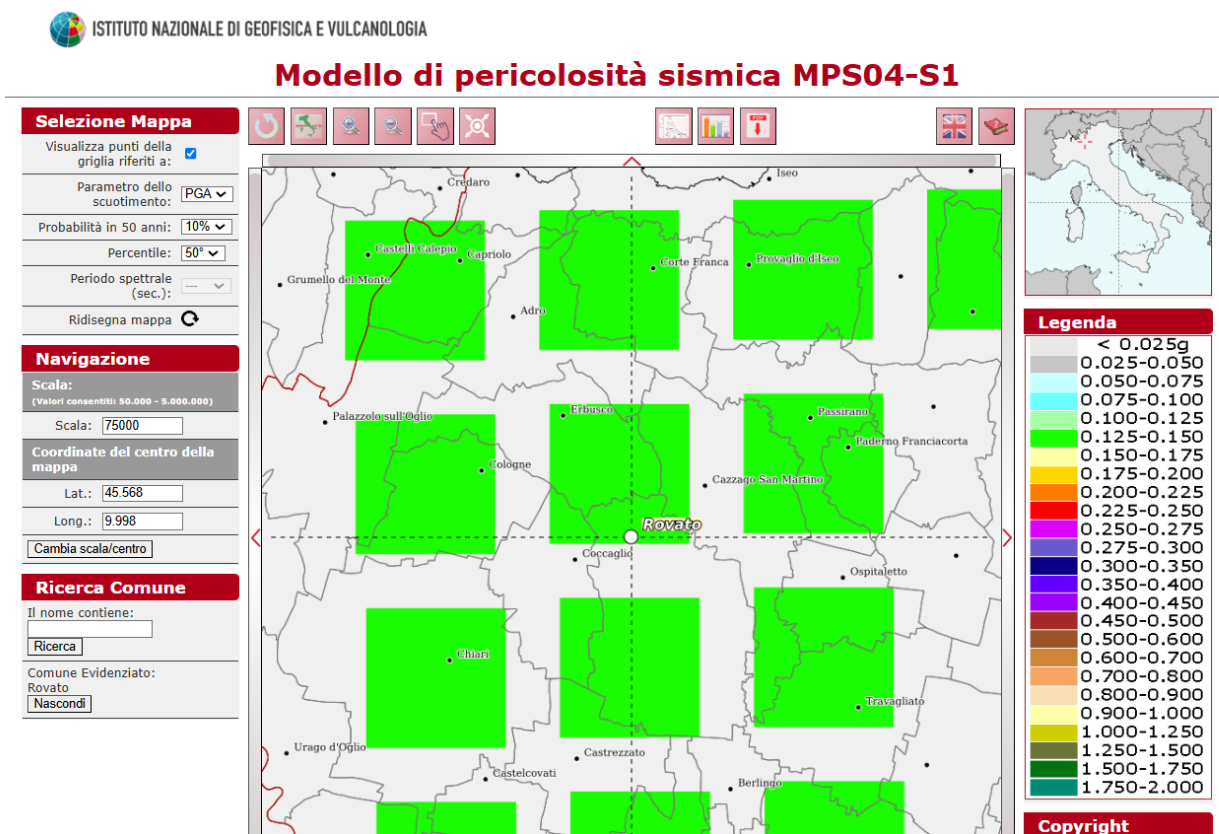 ISTITUTO NAZIONALE DI GEOFISICA E VULCANOLOGIA
Modello di pericolosità sismica MPS04-S1
Selezione Mappa
Visualizza punti della
griglia riferiti a:
Parametro dello
scuotimento: PGA
Probabilità in 50 anni: 10%
Percentile: 50°
Periodo spettrale
(sec.): ---
Ridisegna mappa
Navigazione
Scala:
(Valori consentiti: 50.000 - 5.000.000)
Scala: 75000
Coordinate del centro della
mappa
Lat.: 45.568
Long.: 9.998
Cambia scala/centro
Ricerca Comune
Il nome contiene:
Ricerca
Comune Evidenziato:
Rovato
Nascondi
PDF
Credaro
Iseo
Castelli Calepio
Capriolo
Corte Franca
Provaglio d'Iseo
Grumello del Monte
Adro
Palazzolo sull'Oglio
Erbusco
Passirano
Paderno Franciacorta
Cologne
Cazzago San Martino
Rovato
Coccaglio
Ospitaletto
Chiari
Travagliato
Urago d'Oglio
Castrezzato
Castelcovati
Berlingo
Legenda
< 0.025g
0.025-0.050
0.050-0.075
0.075-0.100
0.100-0.125
0.125-0.150
0.150-0.175
0.175-0.200
0.200-0.225
0.225-0.250
0.250-0.275
0.275-0.300
0.300-0.350
0.350-0.400
0.400-0.450
0.450-0.500
0.500-0.600
0.600-0.700
0.700-0.800
0.800-0.900
0.900-1.000
1.000-1.250
1.250-1.500
1.500-1.750
1.750-2.000
Copyright